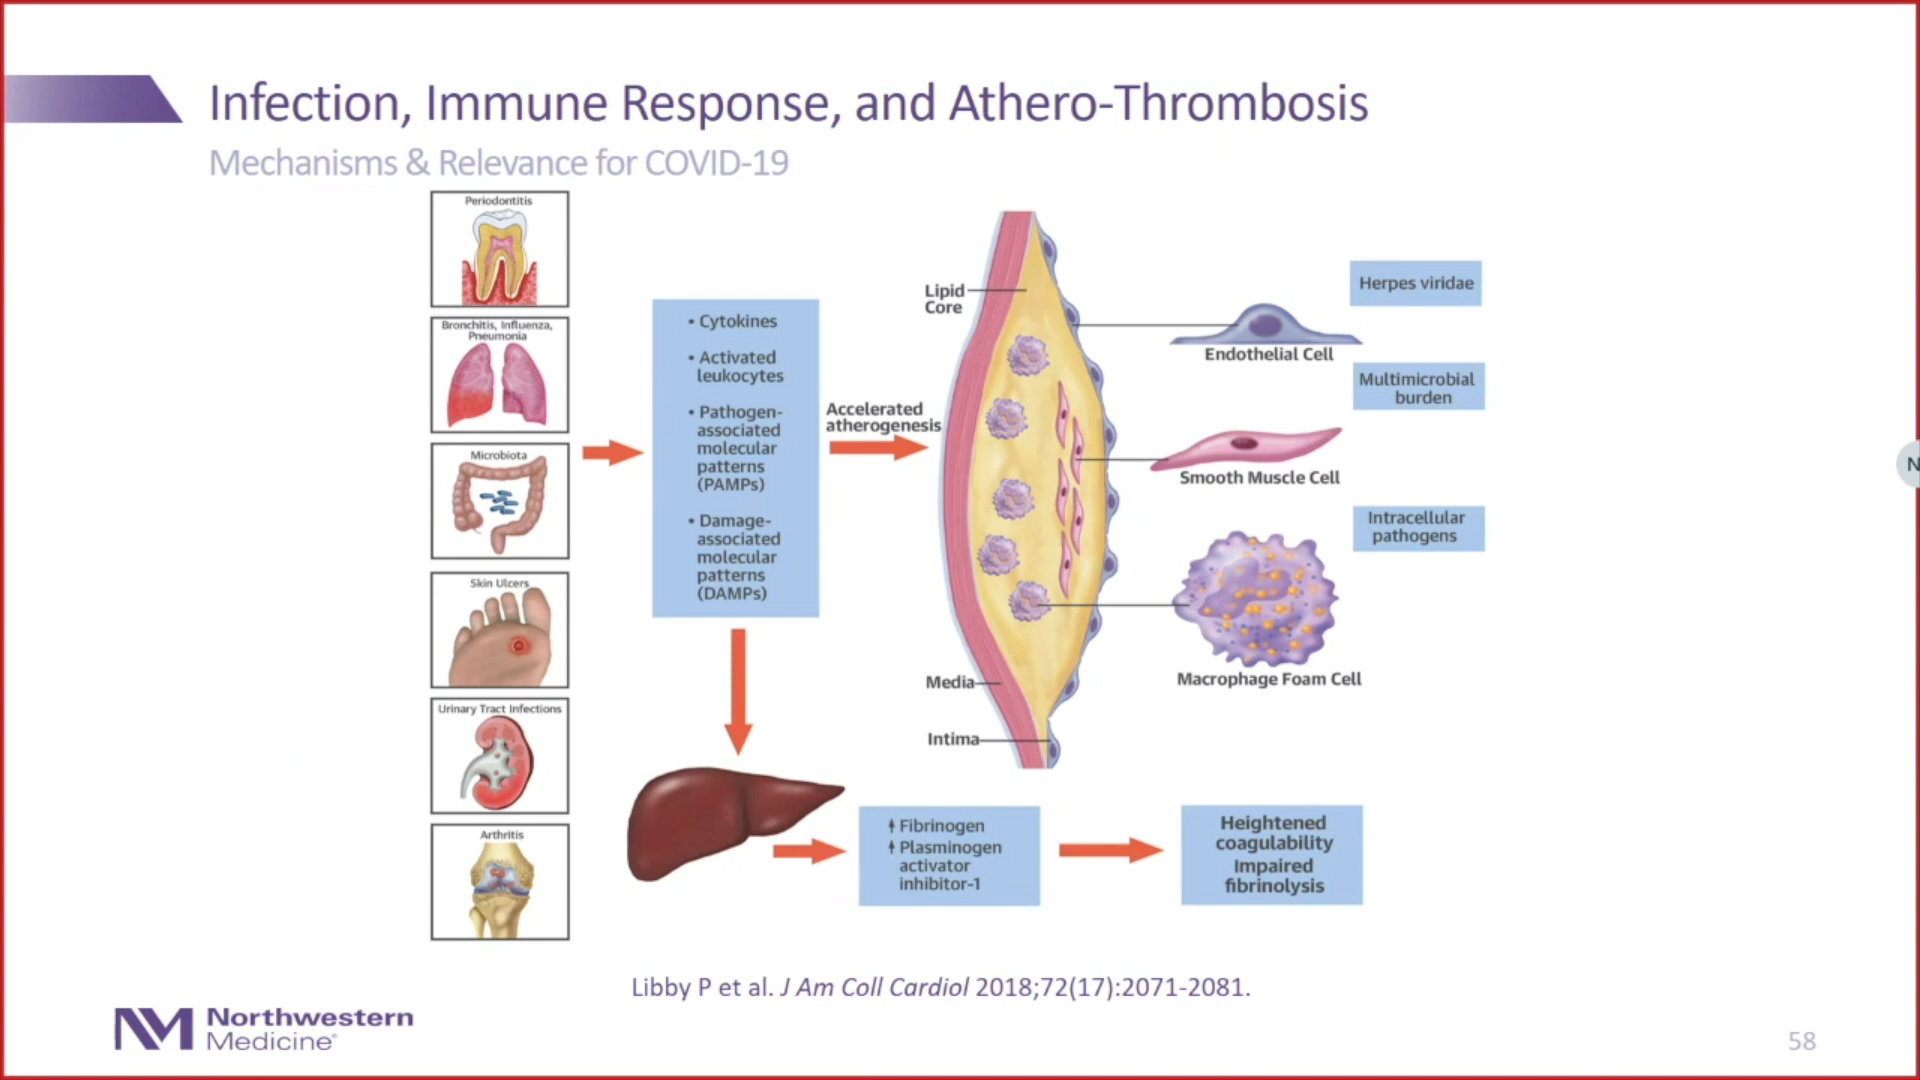 Infection, Immune Response, and Athero-Thrombosis
Mechanisms & Relevance for COVID-19
Periodontitis
Bronchitis, Influenza,
Pneumonia
Microbiota
Skin Ulcers
Urinary Tract Infections
Arthritis
• Cytokines
• Activated
leukocytes
• Pathogen-
associated
molecular
patterns
(PAMPs)
• Damage-
associated
molecular
patterns
(DAMPs)
Accelerated
atherogenesis
Lipid
Core
Media
Intima
Herpes viridae
Endothelial Cell
Multimicrobial
burden
Smooth Muscle Cell
Intracellular
pathogens
Macrophage Foam Cell
Fibrinogen
Plasminogen
activator
inhibitor-1
Heightened
coagulability
Impaired
fibrinolysis
Libby P et al. J Am Coll Cardiol 2018;72(17):2071-2081.
NM Northwestern
Medicine®
58
N